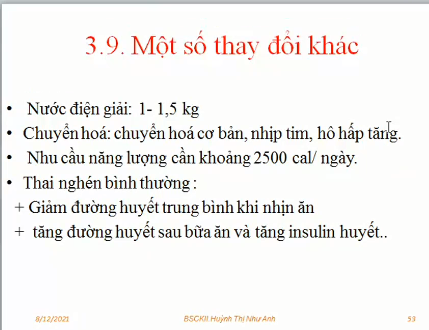 3.9. Một số thay đổi khác
• Nước điện giải: 1- 1,5 kg
• Chuyển hoá: chuyển hoá cơ bản, nhịp tim, hô hấp tăng.
• Nhu cầu năng lượng cần khoảng 2500 cal/ ngày.
• Thai nghén bình thường :
+ Giảm đường huyết trung bình khi nhịn ăn
+ tăng đường huyết sau bữa ăn và tăng insulin huyết..
8/12/2021 BSCKII.Huỳnh Thị Như Anh 53